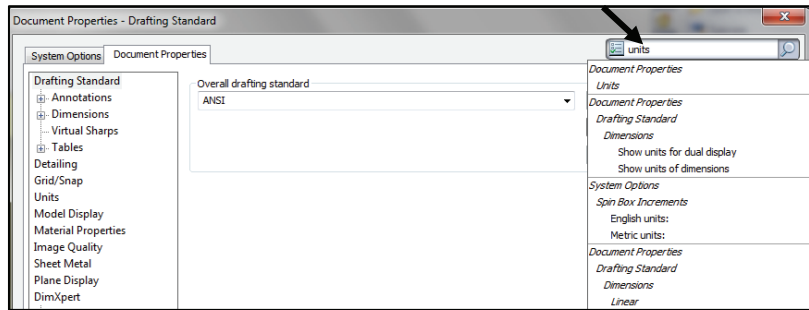 Document Properties - Drafting Standard
System Options
Document Properties
units
Drafting Standard
Annotations
Dimensions
Virtual Sharps
Tables
Detailing
Grid/Snap
Units
Model Display
Material Properties
Image Quality
Sheet Metal
Plane Display
DimXpert
Overall drafting standard
ANSI
Document Properties
Units
Document Properties
Drafting Standard
Dimensions
Show units for dual display
Show units of dimensions
System Options
Spin Box Increments
English units:
Metric units:
Document Properties
Drafting Standard
Dimensions
Linear